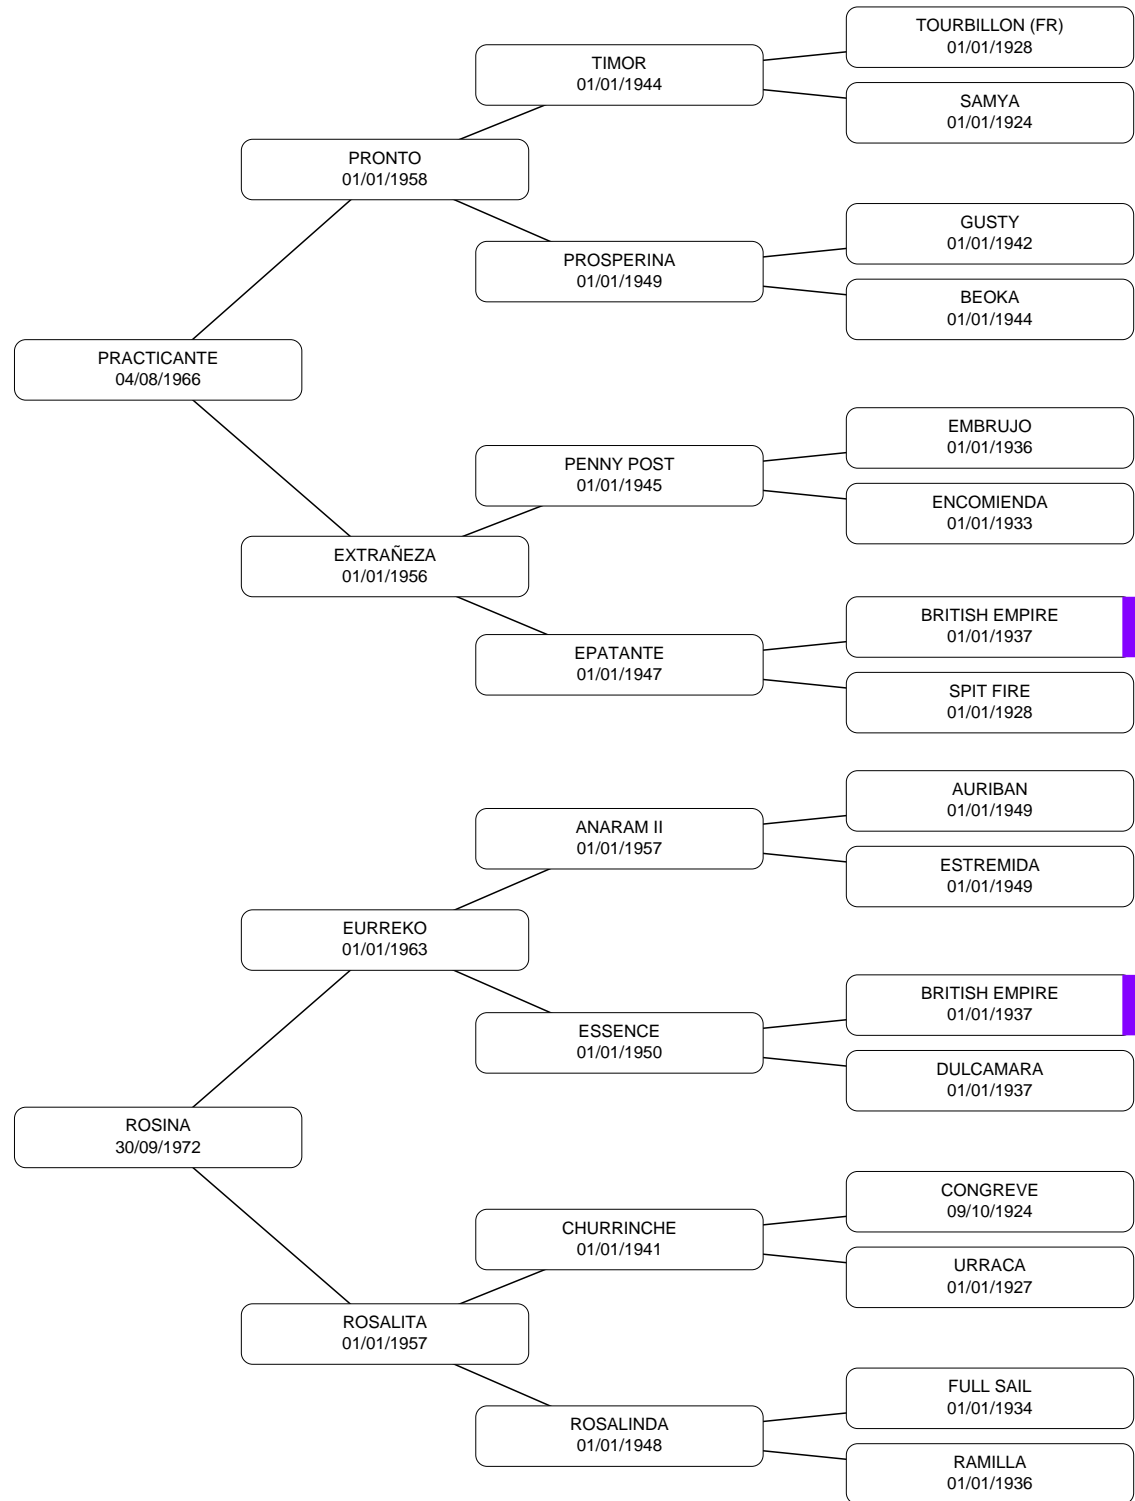 TOURBILLON (FR)
01/01/1928
TIMOR
01/01/1944
SAMYA
01/01/1924
PRONTO
01/01/1958
GUSTY
01/01/1942
PROSPERINA
01/01/1949
BEOKA
01/01/1944
PRACTICANTE
04/08/1966
EMBRUJO
01/01/1936
PENNY POST
01/01/1945
ENCOMIENDA
01/01/1933
EXTRAÑEZA
01/01/1956
BRITISH EMPIRE
01/01/1937
EPATANTE
01/01/1947
SPIT FIRE
01/01/1928
AURIBAN
01/01/1949
ANARAM II
01/01/1957
ESTREMIDA
01/01/1949
EURREKO
01/01/1963
BRITISH EMPIRE
01/01/1937
ESSENCE
01/01/1950
DULCAMARA
01/01/1937
ROSINA
30/09/1972
CONGREVE
09/10/1924
CHURRINCHE
01/01/1941
URRACA
01/01/1927
ROSALITA
01/01/1957
FULL SAIL
01/01/1934
ROSALINDA
01/01/1948
RAMILLA
01/01/1936